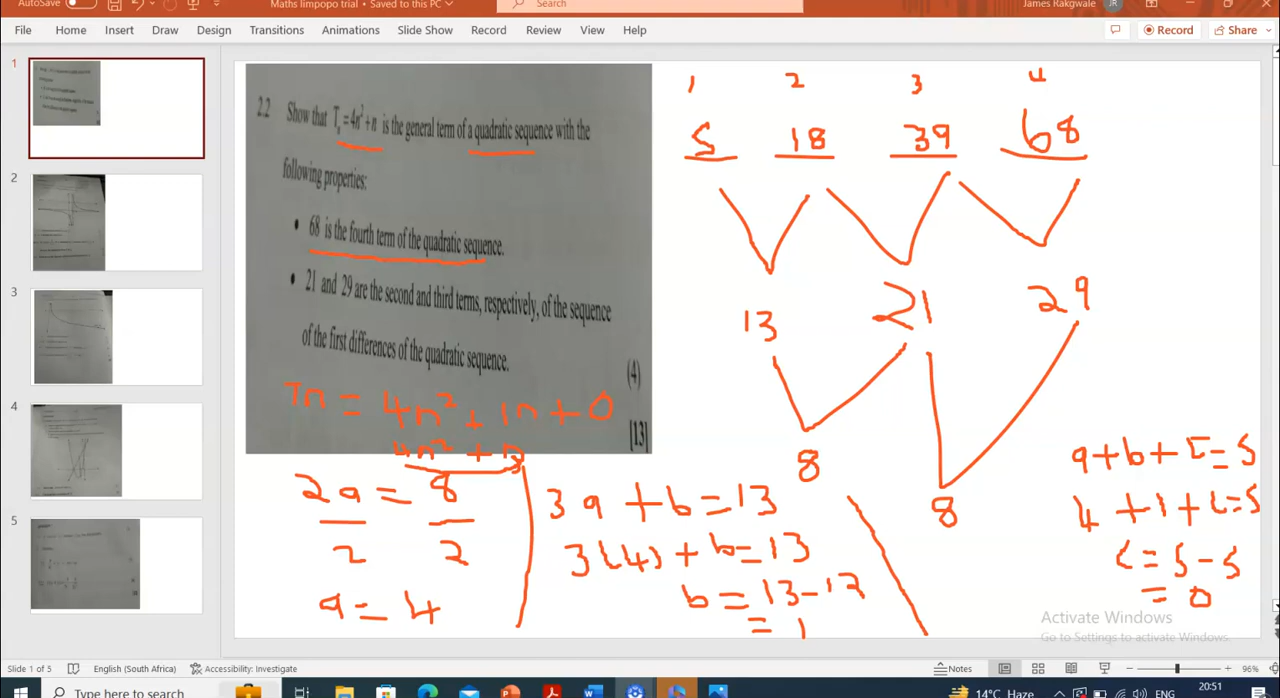 AutoSave
Maths limpopo trial • Saved to this PC
Search
James Rakgwale
JR
File Home Insert Draw Design Transitions Animations Slide Show Record Review View Help
Record
Share
1
2
3
4
5
2.2 Show that Tn = 4n² + n is the general term of a quadratic sequence with the
following properties:
• 68 is the fourth term of the quadratic sequence.
• 21 and 29 are the second and third terms, respectively, of the sequence
of the first differences of the quadratic sequence.
(4)
[13]
Tn = 4n² + 1n + 0
4n² + n
1 2 3 4
5 18 39 68
13 21 29
8 8
2a = 8
2 2
a = 4
3a + b = 13
3(4) + b = 13
b = 13 - 12
= 1
a + b + c = 5
4 + 1 + c = 5
c = 5 - 5
= 0
Activate Windows
Go to Settings to activate Windows
Slide 1 of 5
English (South Africa)
Accessibility: Investigate
Notes
96%
Type here to search
14°C Haze
20:51